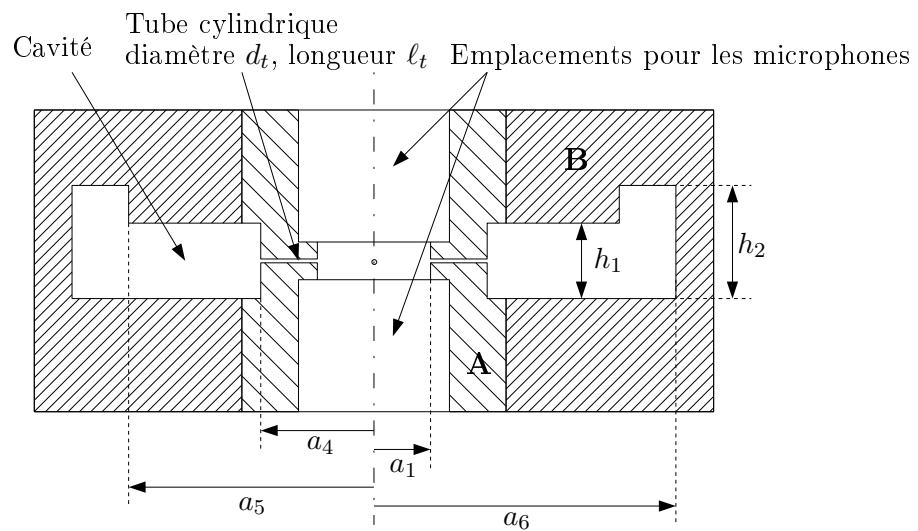 Tube cylindrique
Cavité
diamètre d_t, longueur ℓ_t
Emplacements pour les microphones
B
h_1
h_2
A
a_4
a_1
a_5
a_6